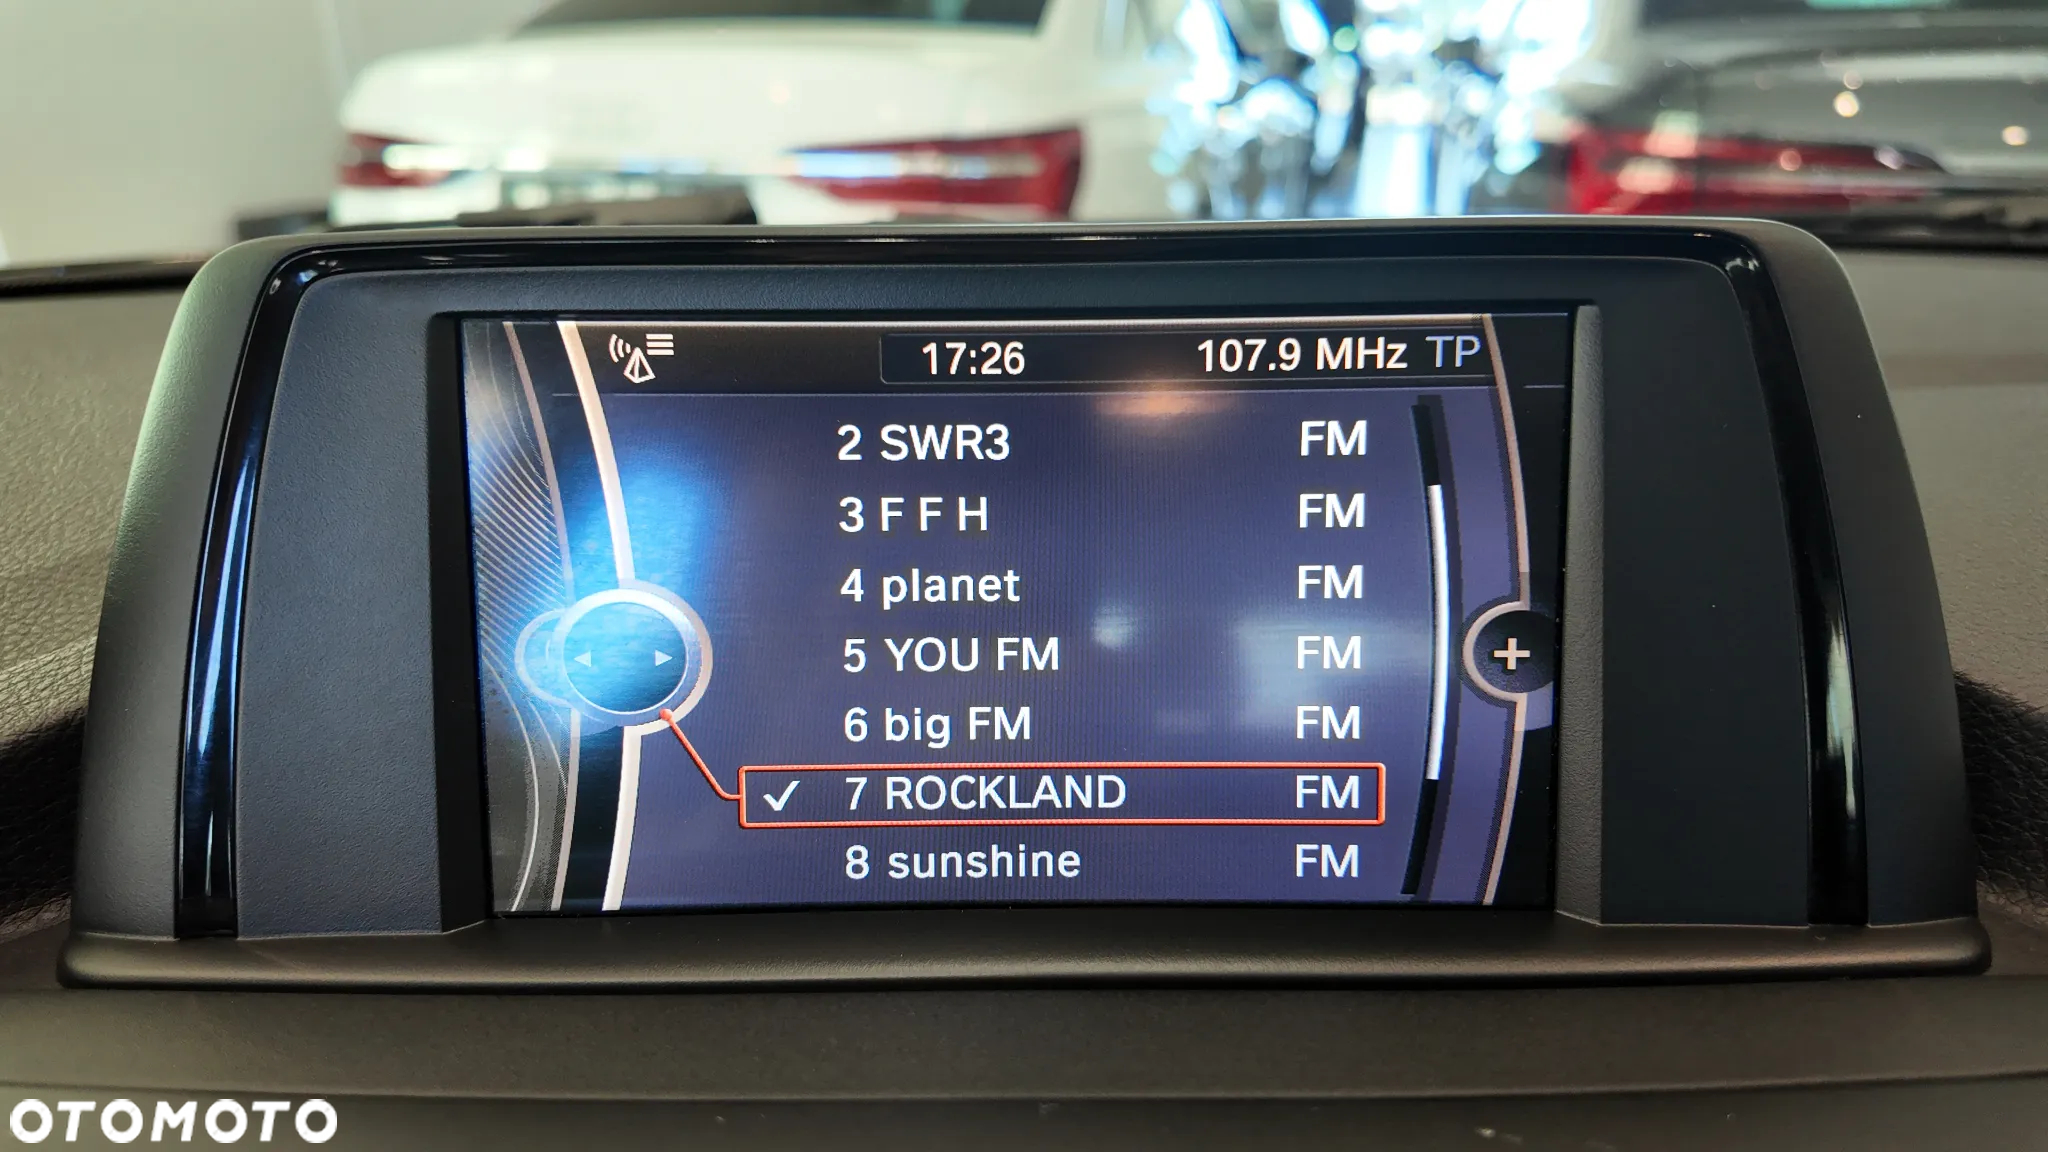 17:26 107.9 MHz TP
2 SWR3 FM
3 F F H FM
4 planet FM
5 YOU FM FM
6 big FM FM
✓ 7 ROCKLAND FM
8 sunshine FM
OTOMOTO